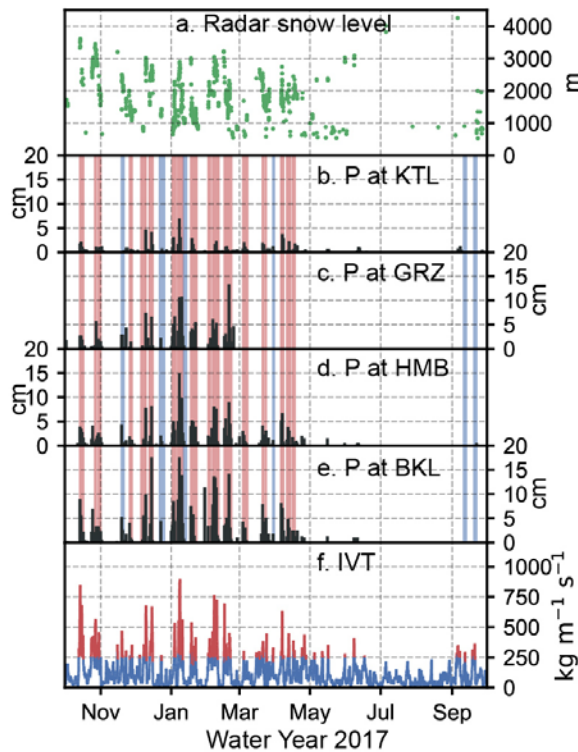 a. Radar snow level
4000
3000
2000
1000
0
m
20
15
10
5
0
cm
b. P at KTL
20
15
10
5
0
cm
c. P at GRZ
20
15
10
5
0
cm
d. P at HMB
20
15
10
5
0
cm
e. P at BKL
f. IVT
1000
750
500
250
0
kg m⁻¹ s⁻¹
Nov Jan Mar May Jul Sep
Water Year 2017